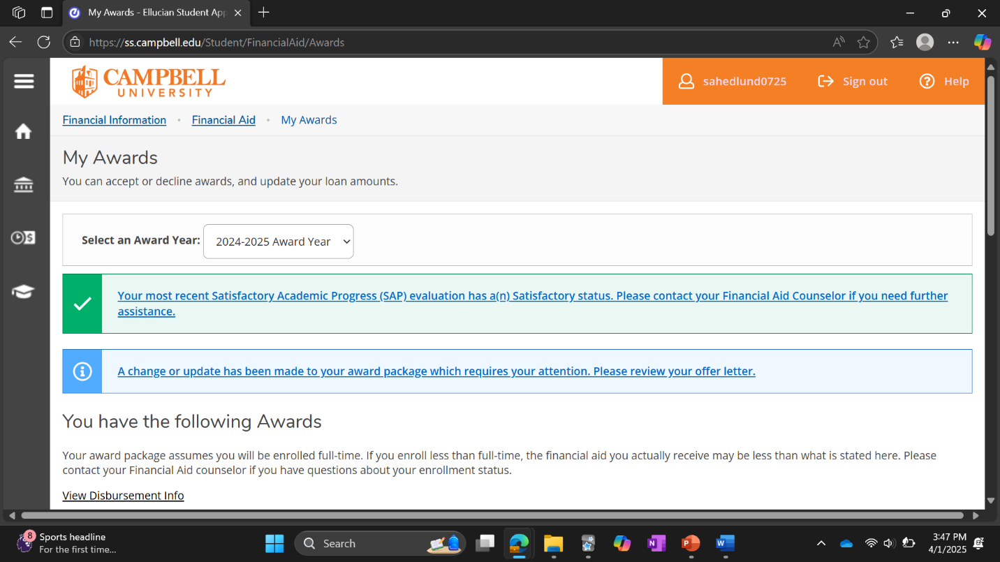 My Awards - Ellucian Student App
https://ss.campbell.edu/Student/FinancialAid/Awards
CAMPBELL
UNIVERSITY
sahedlund0725
Sign out
Help
Financial Information • Financial Aid • My Awards
My Awards
You can accept or decline awards, and update your loan amounts.
Select an Award Year: 2024-2025 Award Year
Your most recent Satisfactory Academic Progress (SAP) evaluation has a(n) Satisfactory status. Please contact your Financial Aid Counselor if you need further
assistance.
A change or update has been made to your award package which requires your attention. Please review your offer letter.
You have the following Awards
Your award package assumes you will be enrolled full-time. If you enroll less than full-time, the financial aid you actually receive may be less than what is stated here. Please
contact your Financial Aid counselor if you have questions about your enrollment status.
View Disbursement Info
8
Sports headline
For the first time...
Search
3:47 PM
4/1/2025